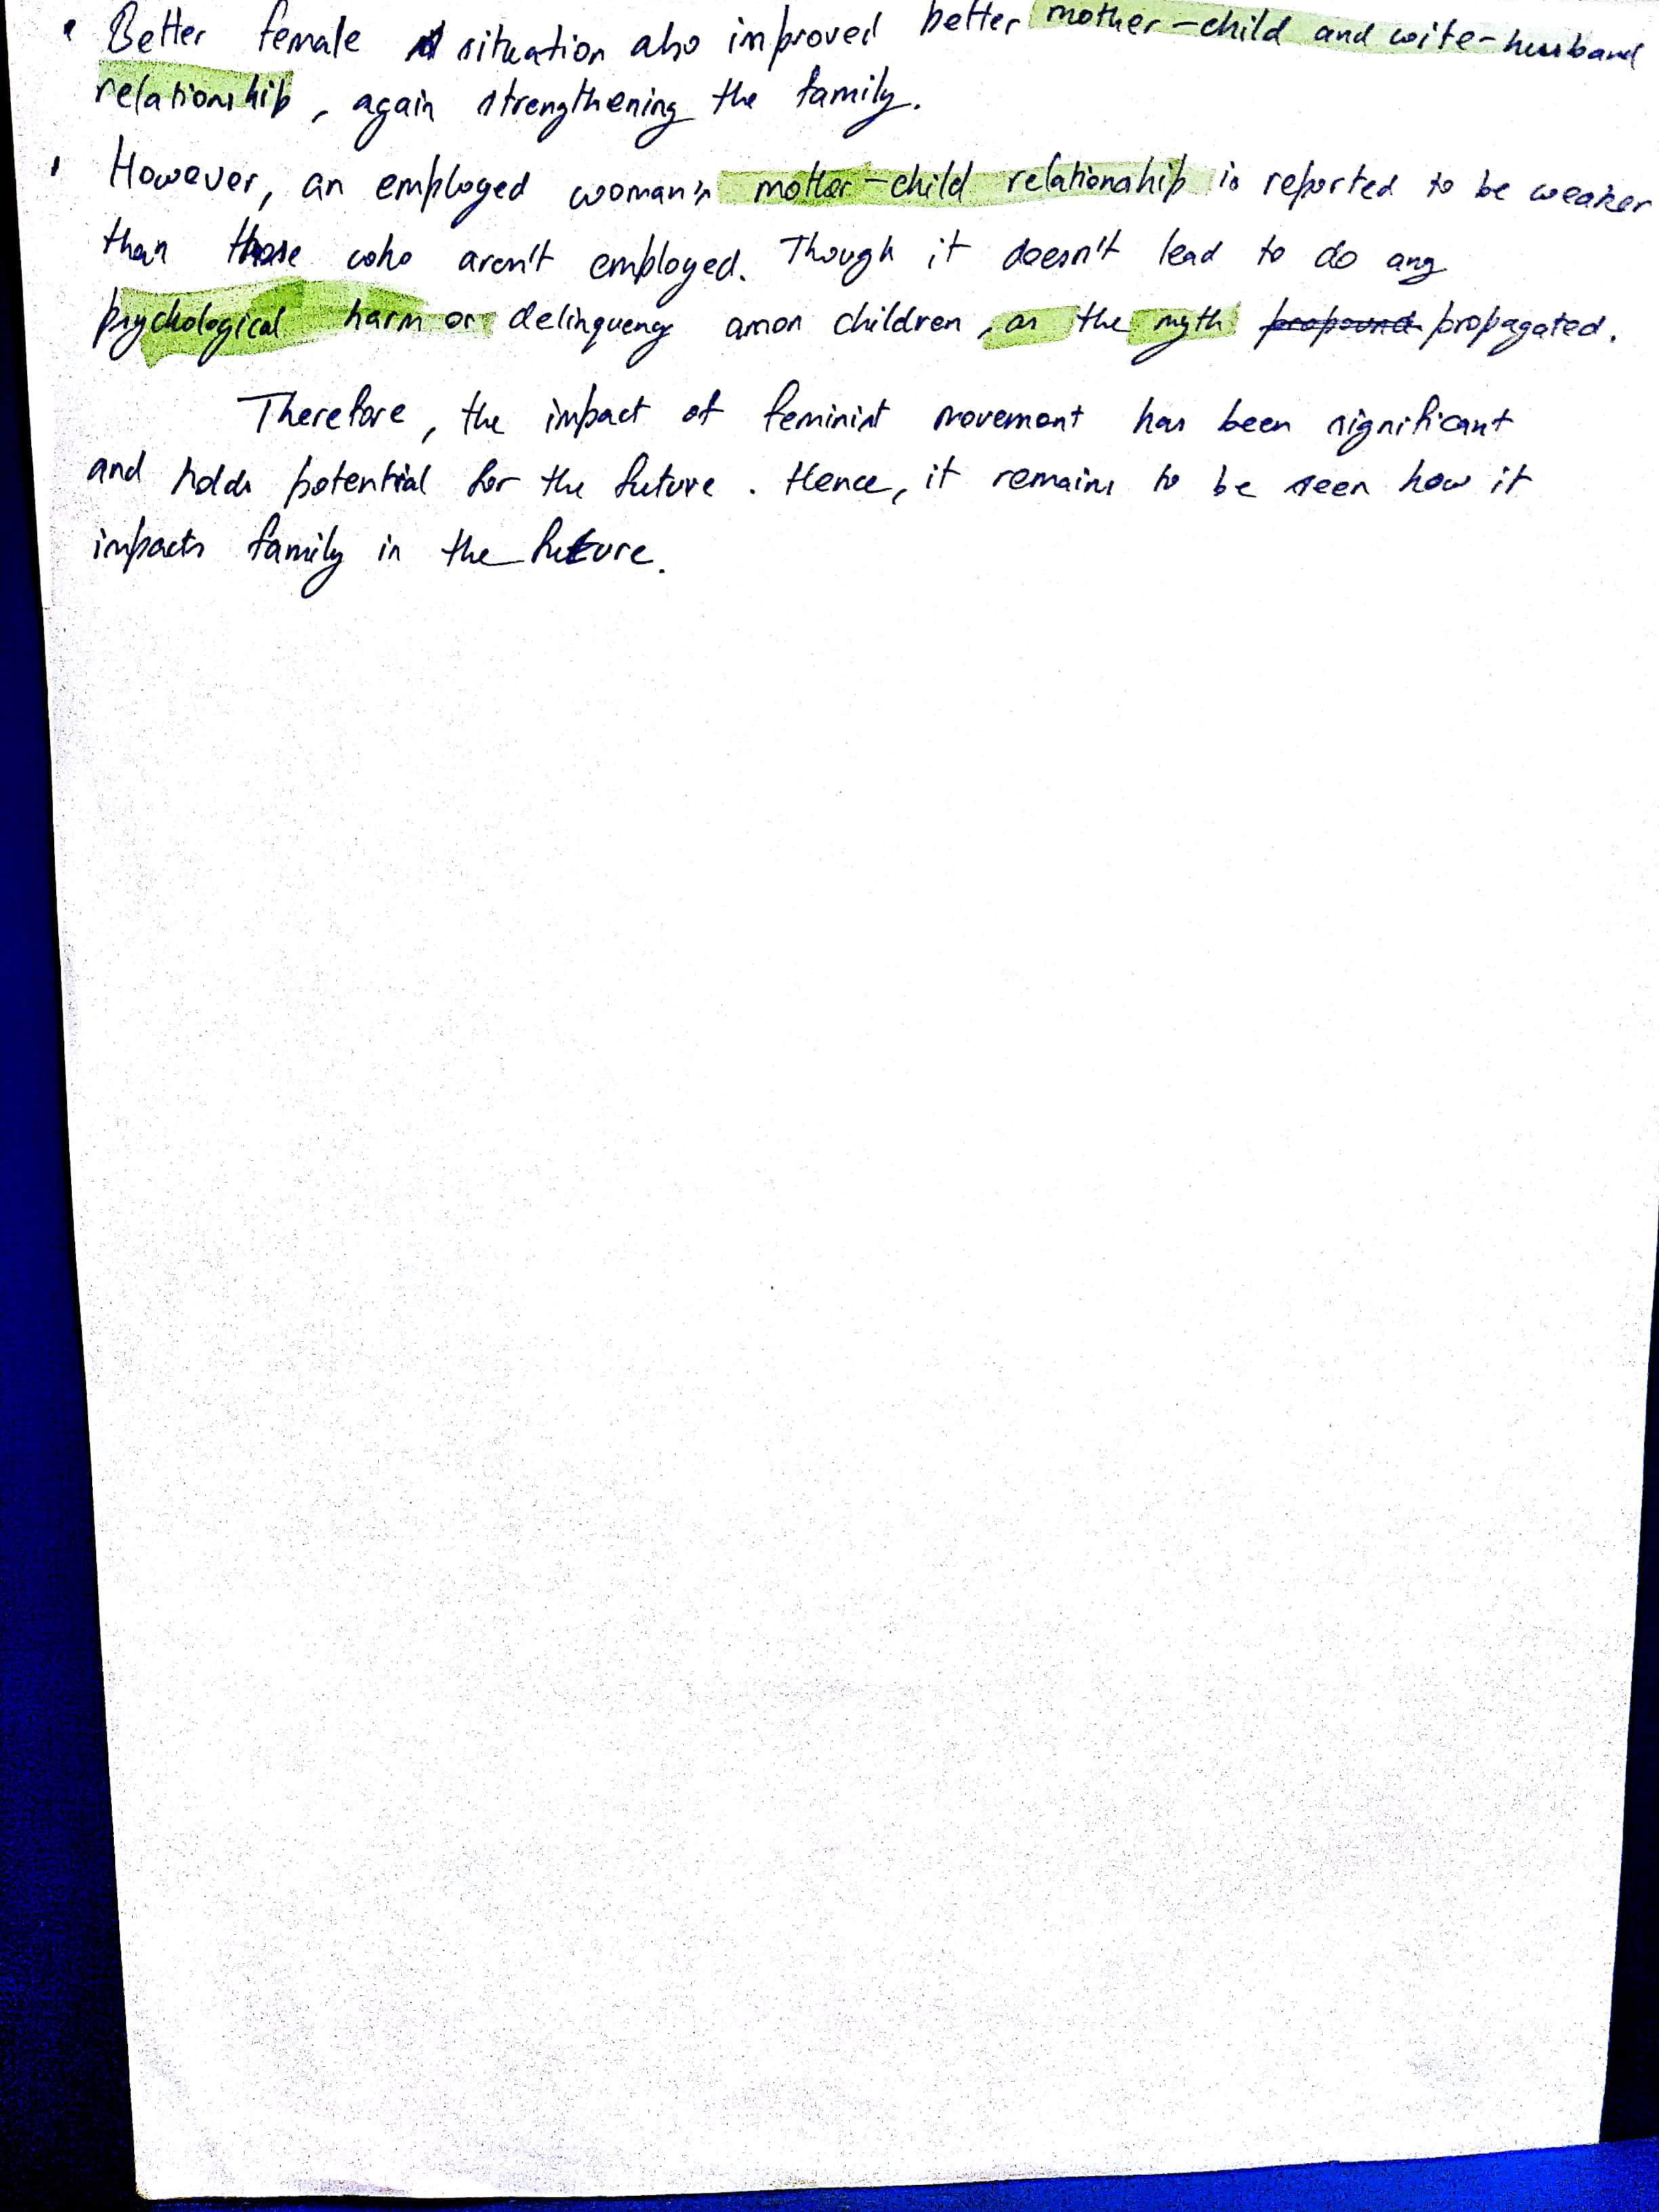 • Better female situation also improved better mother-child and wife-husband
relationship, again strengthening the family.
• However, an employed woman's mother-child relationship is reported to be weaker
than those who aren't employed. Though it doesn't lead to do any
psychological harm or delinquency amon children, as the myth propound propagated.
Therefore, the impact of feminist movement has been significant
and holds potential for the future. Hence, it remains to be seen how it
impacts family in the future.